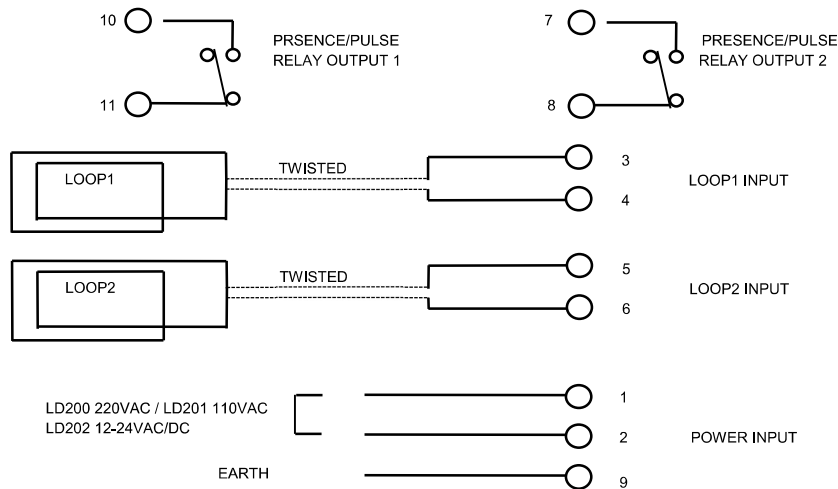 10
PRSENCE/PULSE
RELAY OUTPUT 1
11
7
PRESENCE/PULSE
RELAY OUTPUT 2
8
LOOP1
TWISTED
3
4
LOOP1 INPUT
LOOP2
TWISTED
5
6
LOOP2 INPUT
LD200 220VAC / LD201 110VAC
LD202 12-24VAC/DC
1
2
POWER INPUT
EARTH
9